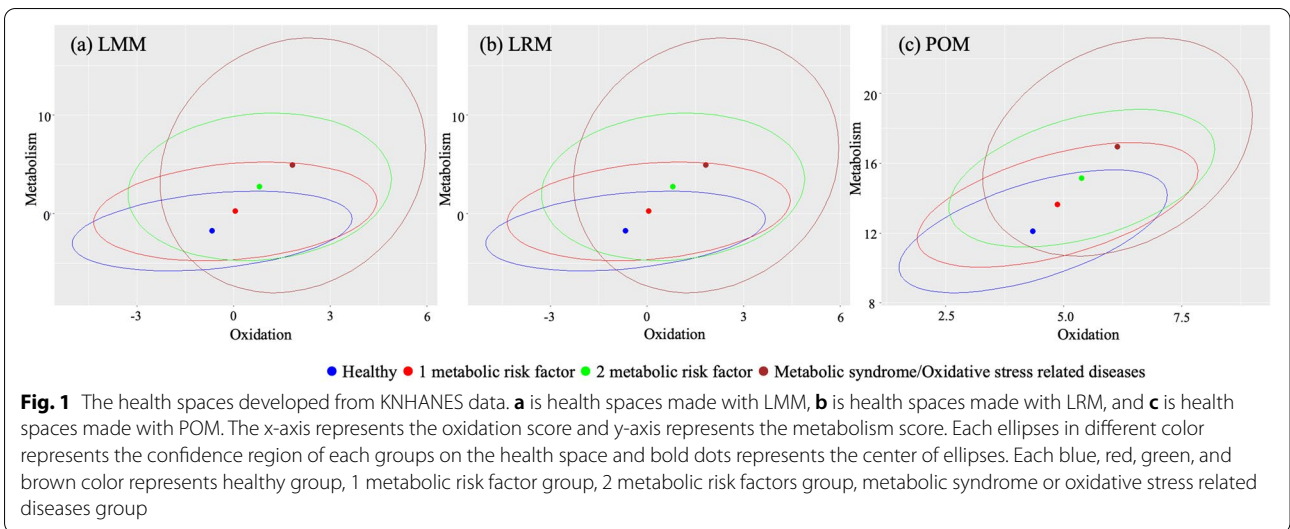 (a) LMM
(b) LRM
(c) POM
Metabolism
10
0
-3
0
3
6
Oxidation
Metabolism
10
0
-3
0
3
6
Oxidation
Metabolism
20
16
12
8
2.5
5.0
7.5
Oxidation
Healthy 1 metabolic risk factor 2 metabolic risk factor Metabolic syndrome/Oxidative stress related diseases
Fig. 1 The health spaces developed from KNHANES data. a is health spaces made with LMM, b is health spaces made with LRM, and c is health
spaces made with POM. The x-axis represents the oxidation score and y-axis represents the metabolism score. Each ellipses in different color
represents the confidence region of each groups on the health space and bold dots represents the center of ellipses. Each blue, red, green, and
brown color represents healthy group, 1 metabolic risk factor group, 2 metabolic risk factors group, metabolic syndrome or oxidative stress related
diseases group